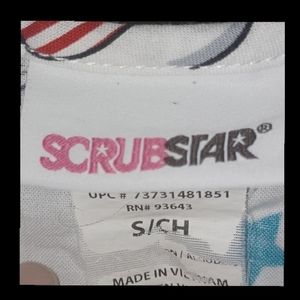 SCRUBSTAR®
UPC # 73731481851
RN# 93643
S/CH
MADE IN VIETNAM